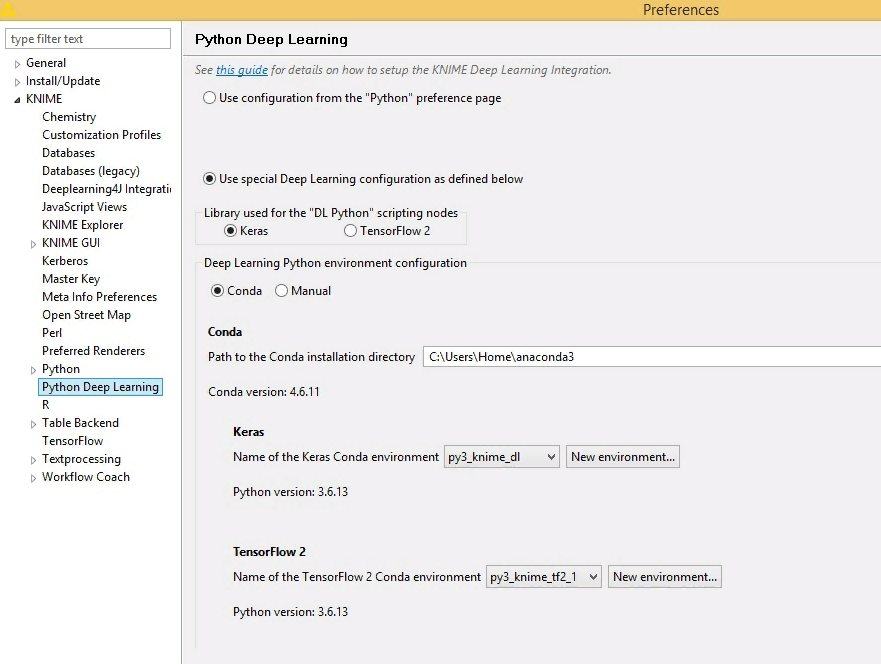 Preferences
type filter text
General
Install/Update
KNIME
Chemistry
Customization Profiles
Databases
Databases (legacy)
Deeplearning4J Integrati
JavaScript Views
KNIME Explorer
KNIME GUI
Kerberos
Master Key
Meta Info Preferences
Open Street Map
Perl
Preferred Renderers
Python
Python Deep Learning
R
Table Backend
TensorFlow
Textprocessing
Workflow Coach
Python Deep Learning
See this guide for details on how to setup the KNIME Deep Learning Integration.
Use configuration from the "Python" preference page
Use special Deep Learning configuration as defined below
Library used for the "DL Python" scripting nodes
Keras TensorFlow 2
Deep Learning Python environment configuration
Conda Manual
Conda
Path to the Conda installation directory C:\Users\Home\anaconda3
Conda version: 4.6.11
Keras
Name of the Keras Conda environment py3_knime_dl New environment...
Python version: 3.6.13
TensorFlow 2
Name of the TensorFlow 2 Conda environment py3_knime_tf2_1 New environment...
Python version: 3.6.13